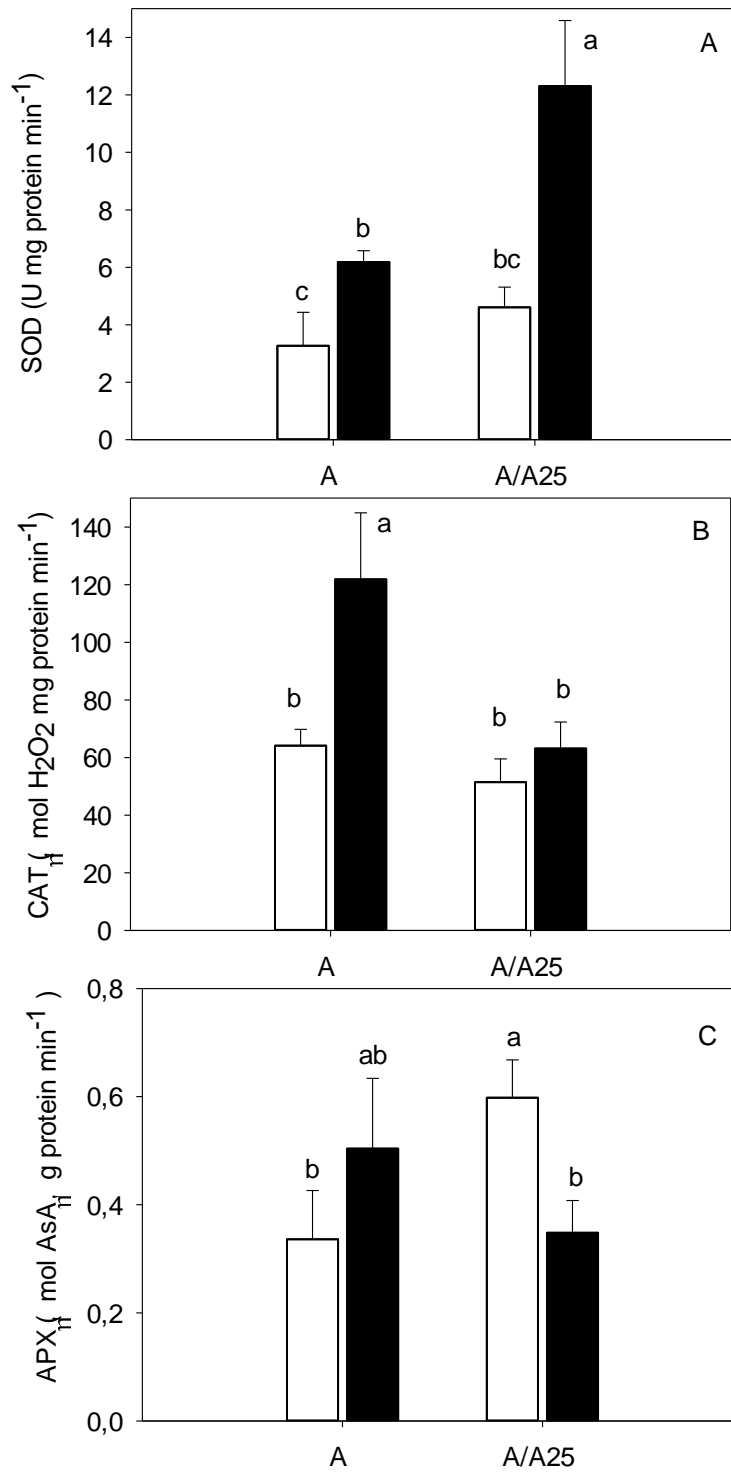 SOD (U mg protein min-1)
14
12
10
8
6
4
2
0
A
c
b
bc
a
A
A/A25
CAT ( mol H2O2 mg protein min-1)
140
120
100
80
60
40
20
0
B
b
a
b
b
A
A/A25
APX ( mol AsA g protein min-1 )
0,8
0,6
0,4
0,2
0,0
C
b
ab
a
b
A
A/A25